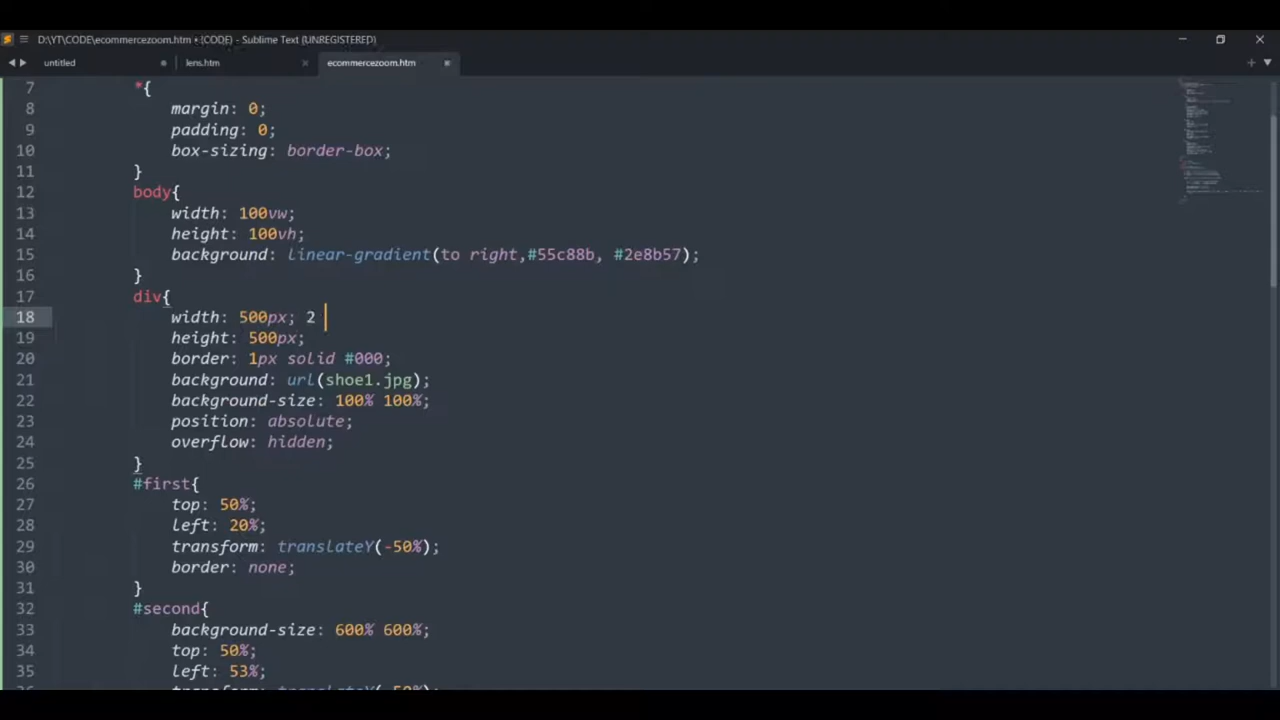 D:\YT\CODE\ecommercezoom.htm • (CODE) - Sublime Text (UNREGISTERED)
untitled lens.htm ecommercezoom.htm
7 *{
8 margin: 0;
9 padding: 0;
10 box-sizing: border-box;
11 }
12 body{
13 width: 100vw;
14 height: 100vh;
15 background: linear-gradient(to right,#55c88b, #2e8b57);
16 }
17 div{
18 width: 500px; 2
19 height: 500px;
20 border: 1px solid #000;
21 background: url(shoe1.jpg);
22 background-size: 100% 100%;
23 position: absolute;
24 overflow: hidden;
25 }
26 #first{
27 top: 50%;
28 left: 20%;
29 transform: translateY(-50%);
30 border: none;
31 }
32 #second{
33 background-size: 600% 600%;
34 top: 50%;
35 left: 53%;